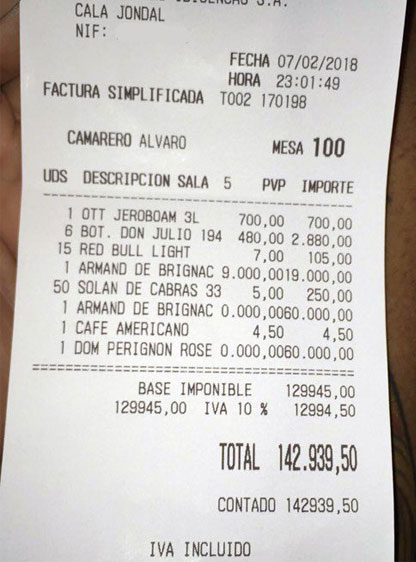 S.A.
CALA JONDAL
NIF:
FECHA 07/02/2018
HORA 23:01:49
FACTURA SIMPLIFICADA T002 170198
CAMARERO ALVARO MESA 100
UDS DESCRIPCION SALA 5 PVP IMPORTE
1 OTT JEROBOAM 3L 700,00 700,00
6 BOT. DON JULIO 194 480,00 2.880,00
15 RED BULL LIGHT 7,00 105,00
1 ARMAND DE BRIGNAC 9.000,0019.000,00
50 SOLAN DE CABRAS 33 5,00 250,00
1 ARMAND DE BRIGNAC 0.000,0060.000,00
1 CAFE AMERICANO 4,50 4,50
1 DOM PERIGNON ROSE 0.000,0060.000,00
================================
BASE IMPONIBLE 129945,00
129945,00 IVA 10 % 12994,50
TOTAL 142.939,50
CONTADO 142939,50
IVA INCLUIDO